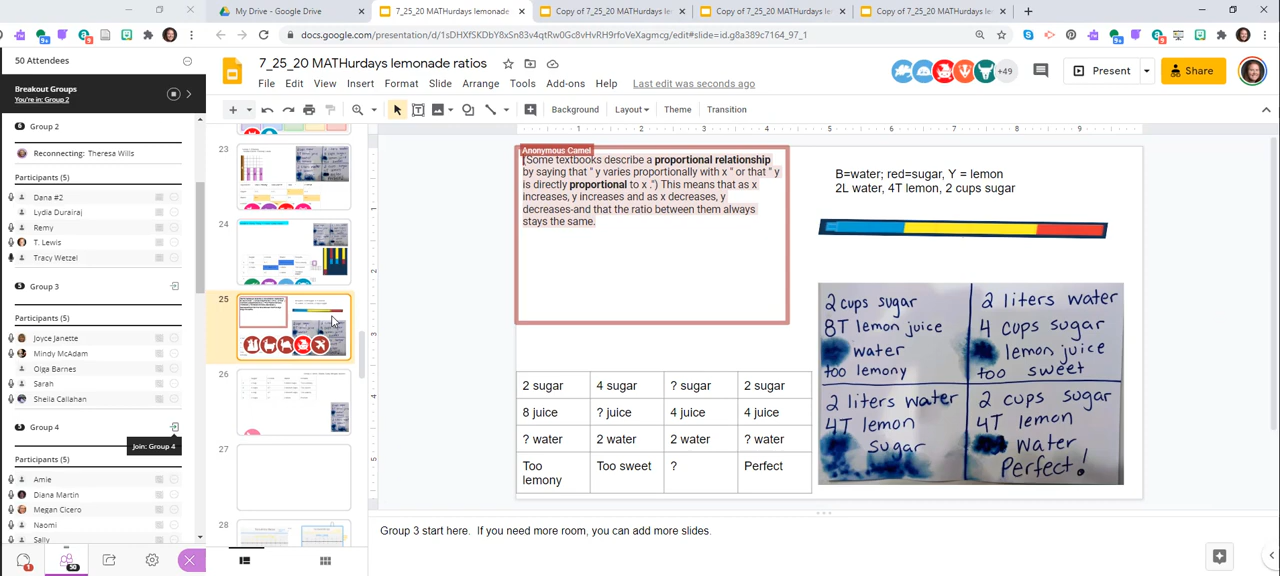 My Drive - Google Drive
7_25_20 MATHurdays lemonade
Copy of 7_25_20 MATHurdays le
Copy of 7_25_20 MATHurdays le
Copy of 7_25_20 MATHurdays le
docs.google.com/presentation/d/1sDHXfSKDbY8xSn83v4qtRw0Gc8vHvRH9rfoVeXagmcg/edit#slide=id.g8a389c7164_97_1
50 Attendees
Breakout Groups
You're in: Group 2
Group 2
Reconnecting: Theresa Wills
Participants (5)
Dana #2
Lydia Durairaj
Remy
T. Lewis
Tracy Wetzel
Group 3
Participants (5)
Joyce Janette
Mindy McAdam
Olga Barnes
Sarah
Sheila Callahan
Group 4
Join: Group 4
Participants (5)
Amie
Diana Martin
Megan Cicero
Naomi
Sally
50
7_25_20 MATHurdays lemonade ratios
File Edit View Insert Format Slide Arrange Tools Add-ons Help Last edit was seconds ago
+49
Present
Share
Background Layout Theme Transition
23
24
25
26
27
28
1 2 3 4 5 6 7 8 9
Anonymous Camel
(Some textbooks describe a proportional relationship
by saying that " y varies proportionally with x " or that " y
is directly proportional to x .") This means that as x
increases, y increases and as x decreases, y
decreases-and that the ratio between them always
stays the same.
B=water; red=sugar, Y = lemon
2L water, 4T lemon, 2 cups sugar
2 sugar 4 sugar ? sugar 2 sugar
8 juice ? juice 4 juice 4 juice
? water 2 water 2 water ? water
Too lemony Too sweet ? Perfect
2 cups sugar
8T lemon juice
water
too lemony
2 liters water
4 cups sugar
lemon juice
too sweet
2 liters water
4T lemon
sugar
2 cups sugar
4T lemon
water
Perfect!
Group 3 start here. If you need more room, you can add more slides.